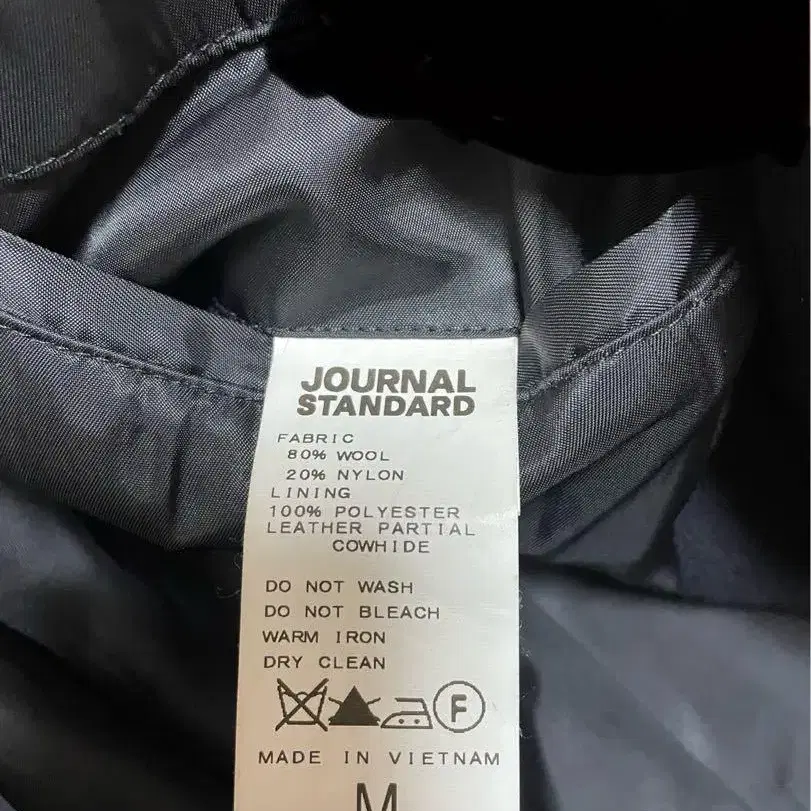 JOURNAL
STANDARD
FABRIC
80% WOOL
20% NYLON
LINING
100% POLYESTER
LEATHER PARTIAL
COWHIDE
DO NOT WASH
DO NOT BLEACH
WARM IRON
DRY CLEAN
F
MADE IN VIETNAM
M